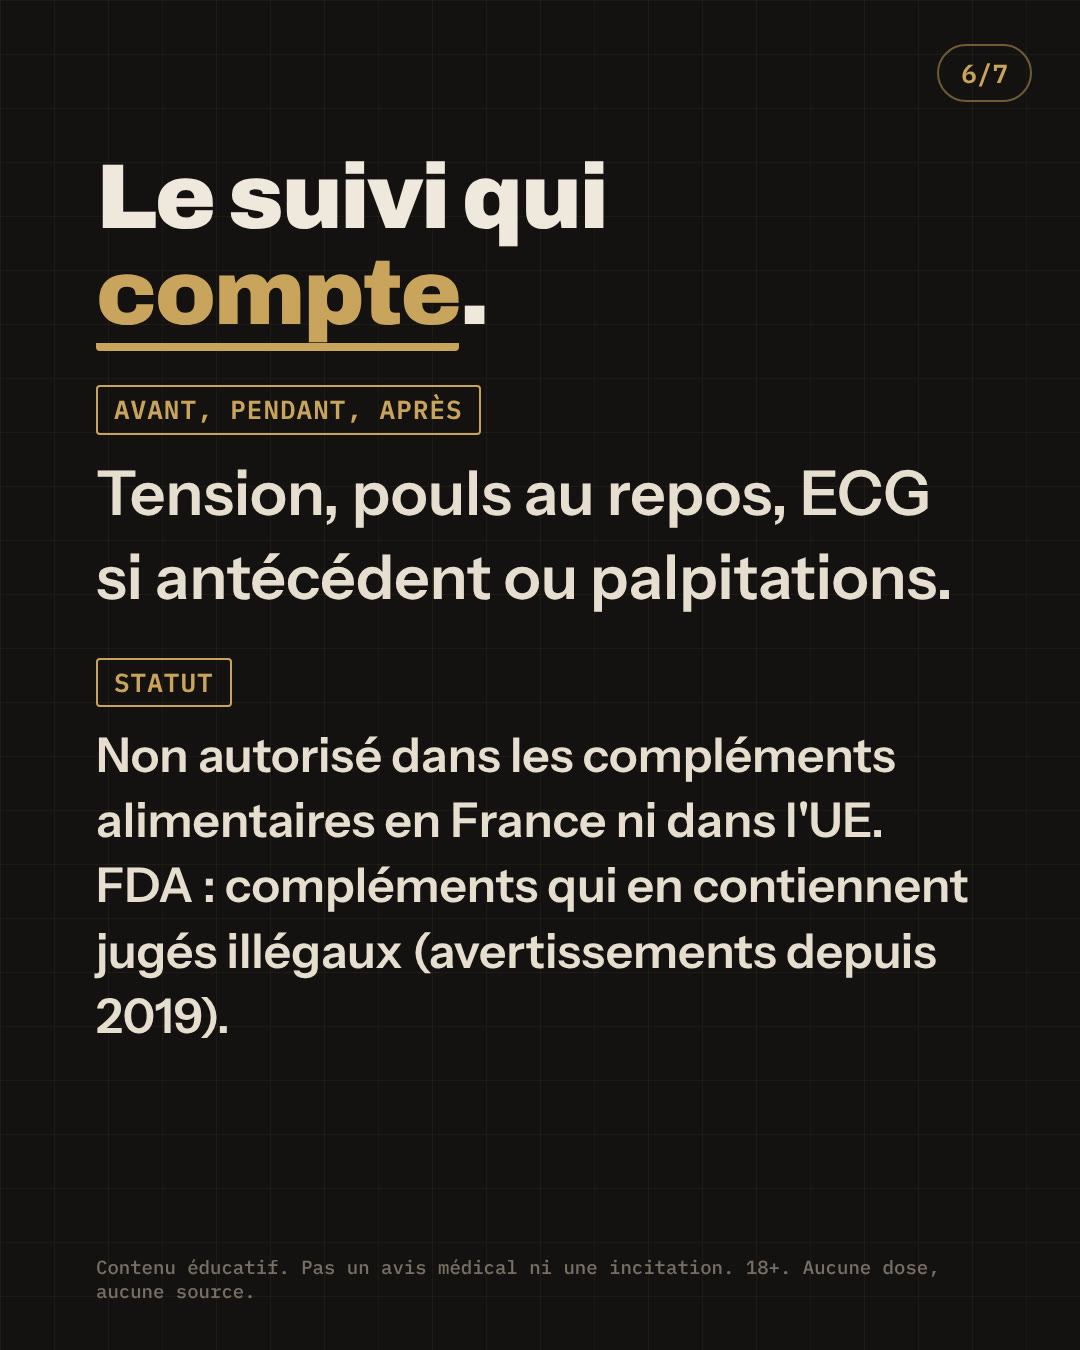 6/7
Le suivi qui
compte.
AVANT, PENDANT, APRÈS
Tension, pouls au repos, ECG
si antécédent ou palpitations.
STATUT
Non autorisé dans les compléments
alimentaires en France ni dans l'UE.
FDA : compléments qui en contiennent
jugés illégaux (avertissements depuis
2019).
Contenu éducatif. Pas un avis médical ni une incitation. 18+. Aucune dose,
aucune source.